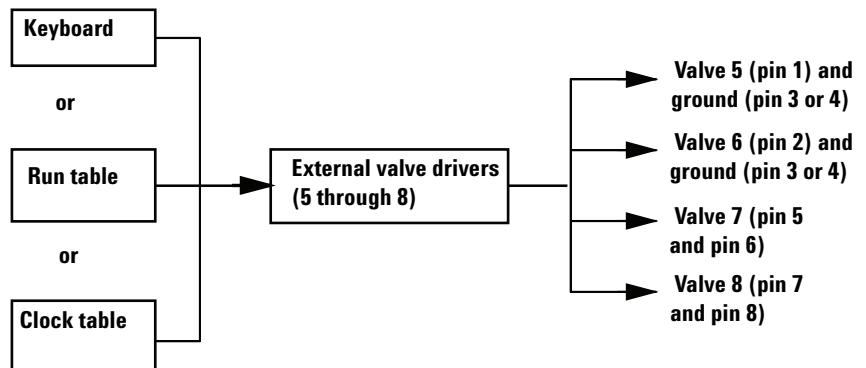 Keyboard
or
Run table
or
Clock table
External valve drivers
(5 through 8)
Valve 5 (pin 1) and
ground (pin 3 or 4)
Valve 6 (pin 2) and
ground (pin 3 or 4)
Valve 7 (pin 5
and pin 6)
Valve 8 (pin 7
and pin 8)